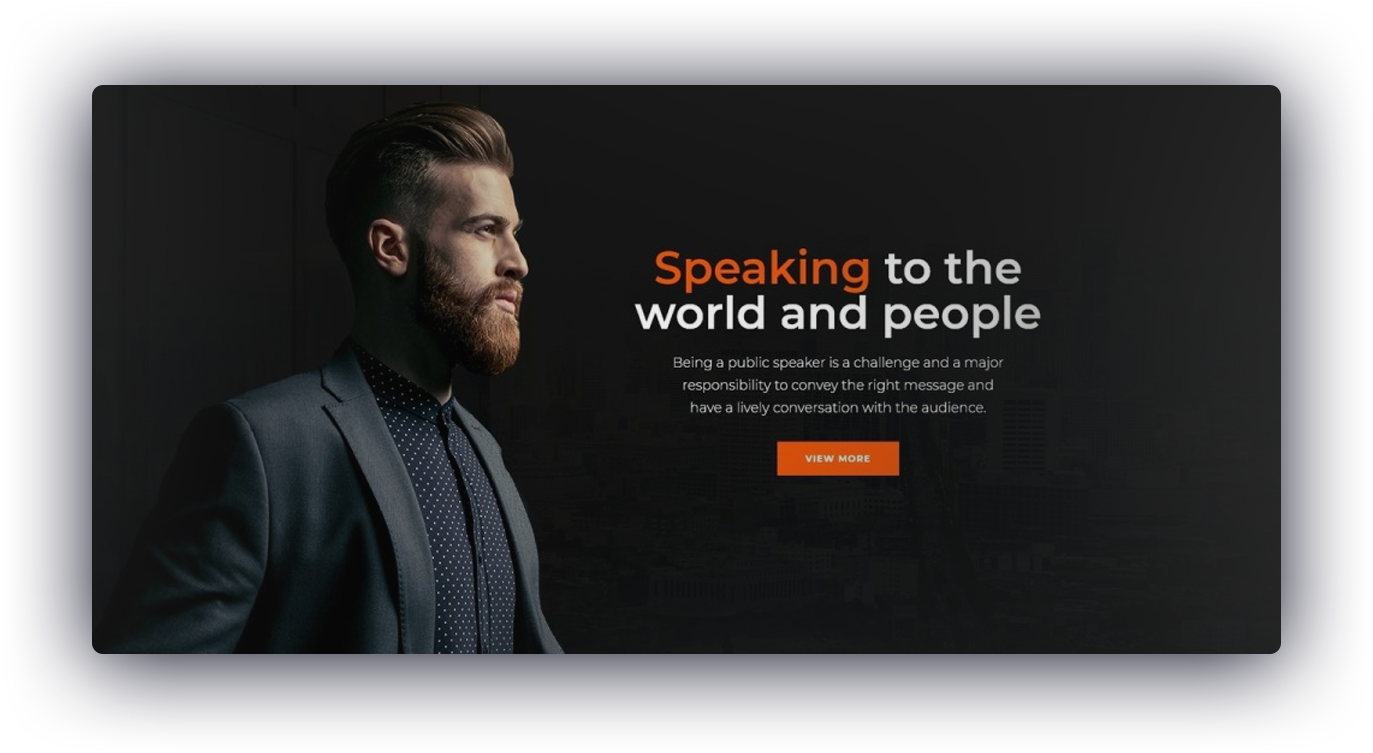 Speaking to the
world and people
Being a public speaker is a challenge and a major
responsibility to convey the right message and
have a lively conversation with the audience.
VIEW MORE